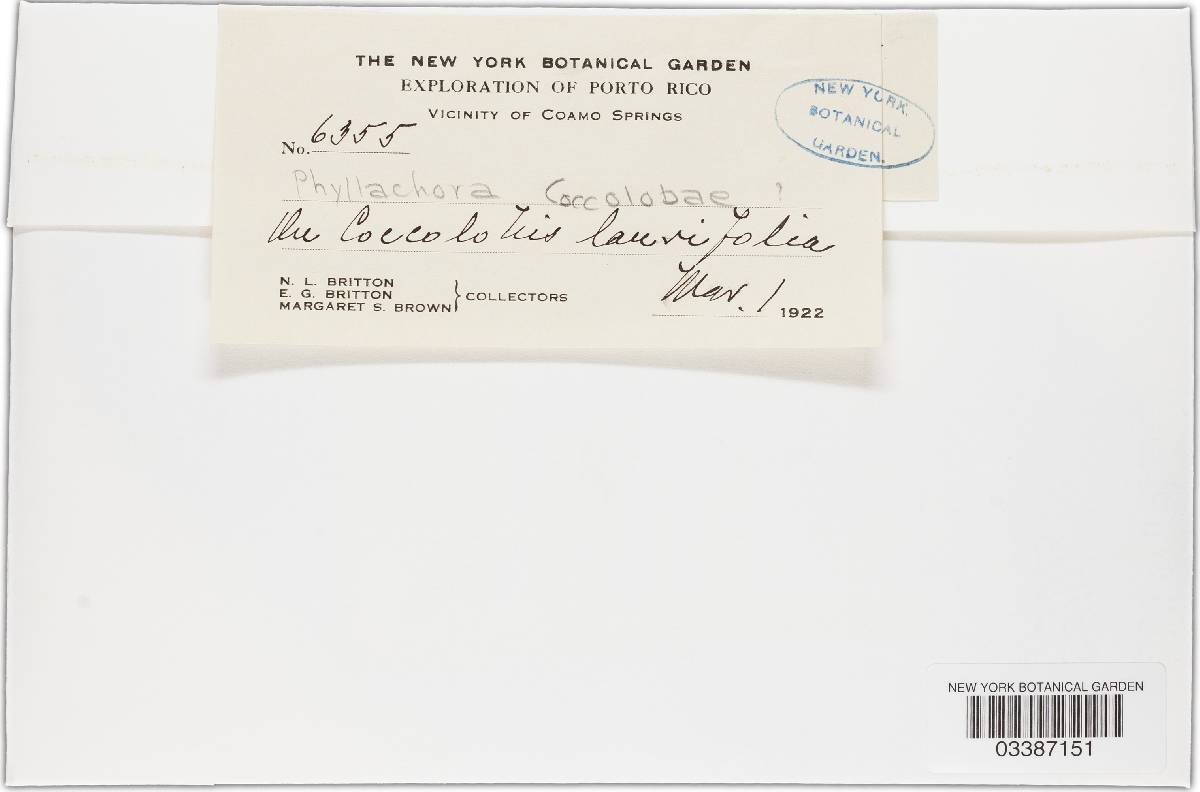 THE NEW YORK BOTANICAL GARDEN
EXPLORATION OF PORTO RICO
VICINITY OF COAMO SPRINGS
No. 6355
Phyllachora Coccolobae ?
On Coccolobis laurifolia
N. L. BRITTON
E. G. BRITTON
MARGARET S. BROWN
} COLLECTORS
Mar. 1 1922
NEW YORK
BOTANICAL
GARDEN.
NEW YORK BOTANICAL GARDEN
03387151